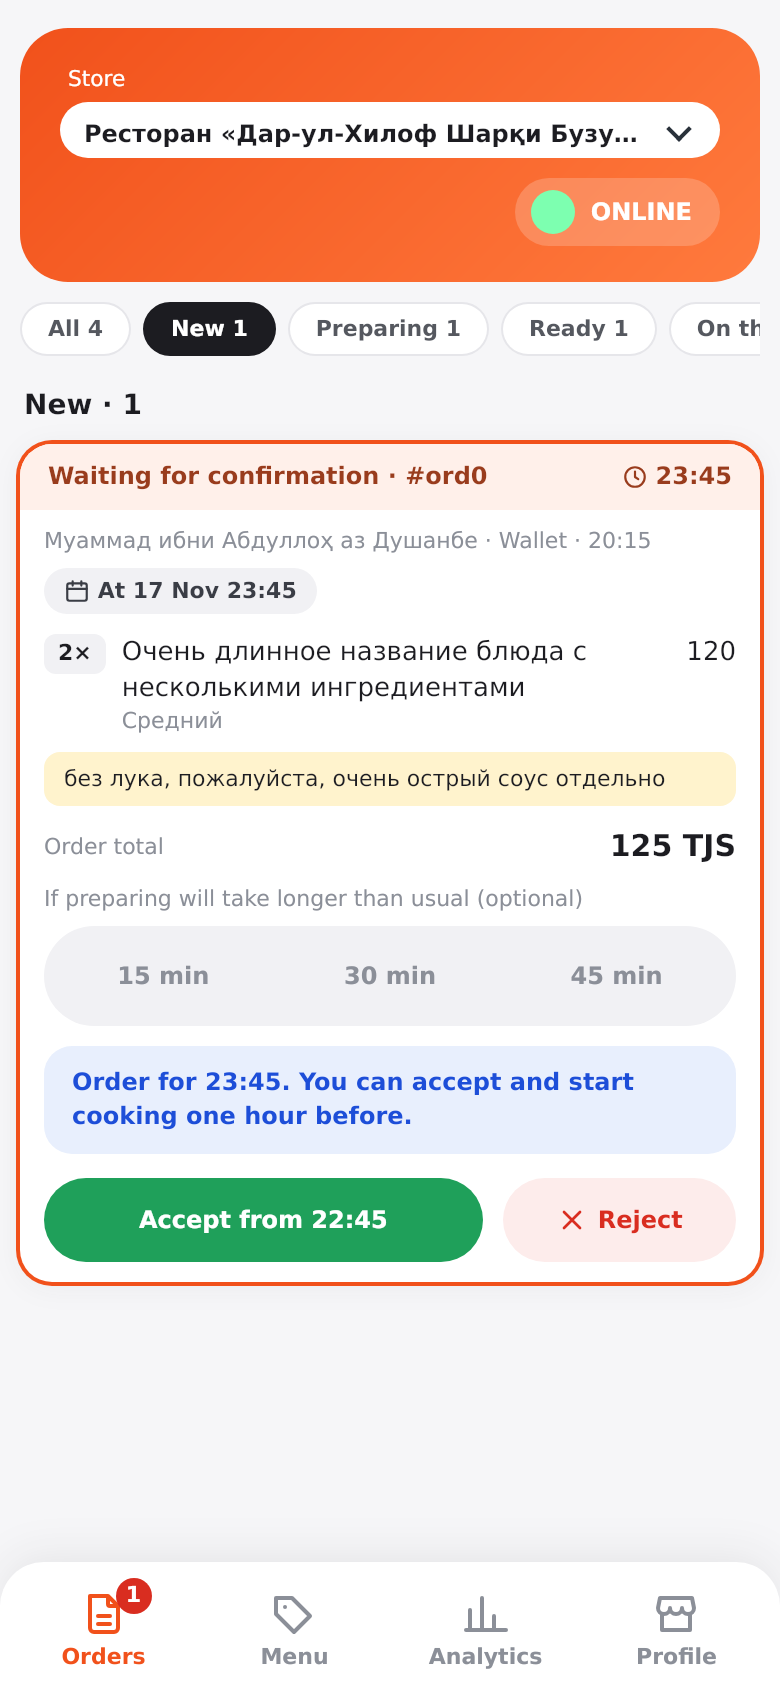 Store
Ресторан «Дар-ул-Хилоф Шарқи Бузу...
ONLINE
All 4
New 1
Preparing 1
Ready 1
On th
New · 1
Waiting for confirmation · #ord0
23:45
Муаммад ибни Абдуллоҳ аз Душанбе · Wallet · 20:15
At 17 Nov 23:45
2× Очень длинное название блюда с 120
несколькими ингредиентами
Средний
без лука, пожалуйста, очень острый соус отдельно
Order total 125 TJS
If preparing will take longer than usual (optional)
15 min
30 min
45 min
Order for 23:45. You can accept and start
cooking one hour before.
Accept from 22:45
Reject
1
Orders
Menu
Analytics
Profile